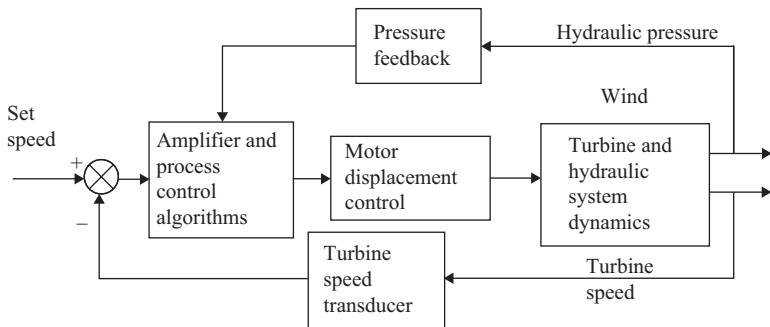 Pressure
feedback
Hydraulic pressure
Wind
Set
speed
+
−
Amplifier and
process
control
algorithms
Motor
displacement
control
Turbine and
hydraulic
system
dynamics
Turbine
speed
transducer
Turbine
speed